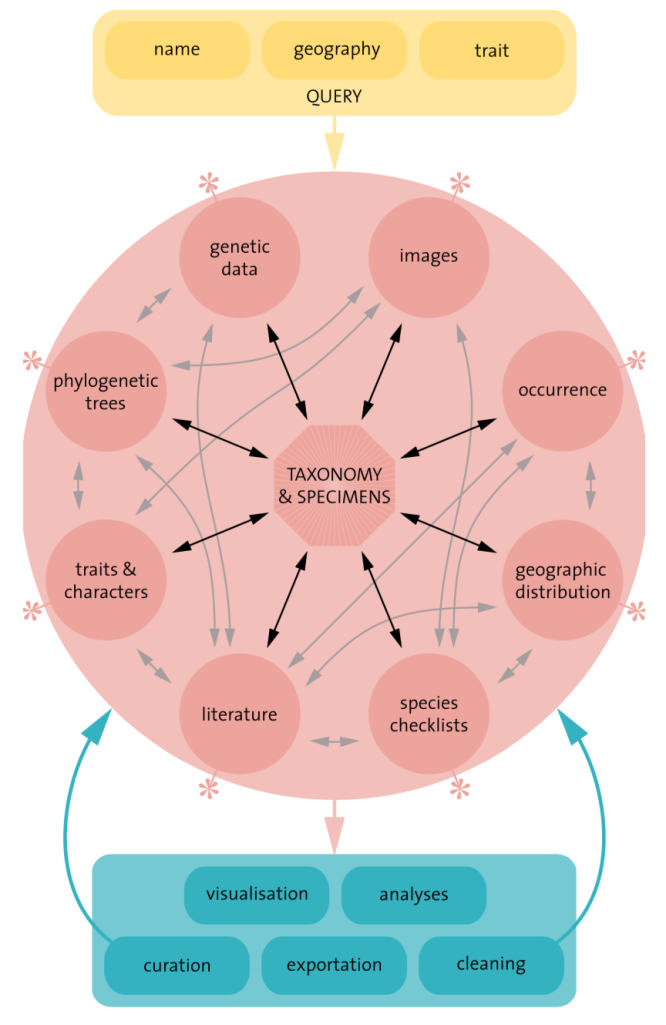 name
geography
trait
QUERY
genetic
data
images
phylogenetic
trees
occurrence
TAXONOMY
& SPECIMENS
traits &
characters
geographic
distribution
literature
species
checklists
visualisation
analyses
curation
exportation
cleaning